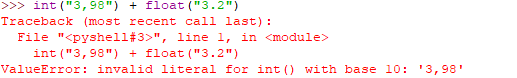 >>> int("3,98") + float("3.2")
Traceback (most recent call last):
  File "<pyshell#3>", line 1, in <module>
    int("3,98") + float("3.2")
ValueError: invalid literal for int() with base 10: '3,98'